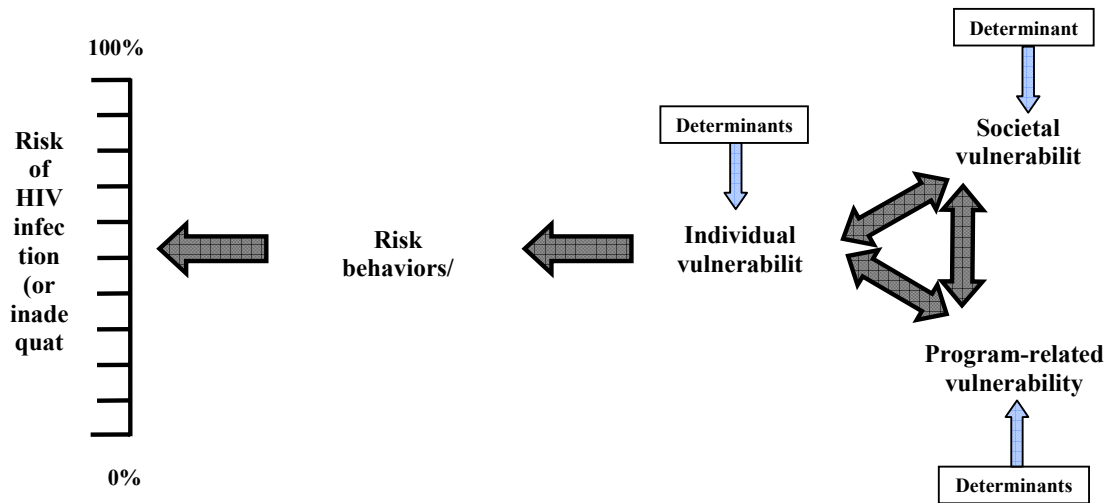 100%
Risk
of
HIV
infec
tion
(or
inade
quat
0%
Risk
behaviors/
Determinants
Individual
vulnerabilit
Determinant
Societal
vulnerabilit
Program-related
vulnerability
Determinants